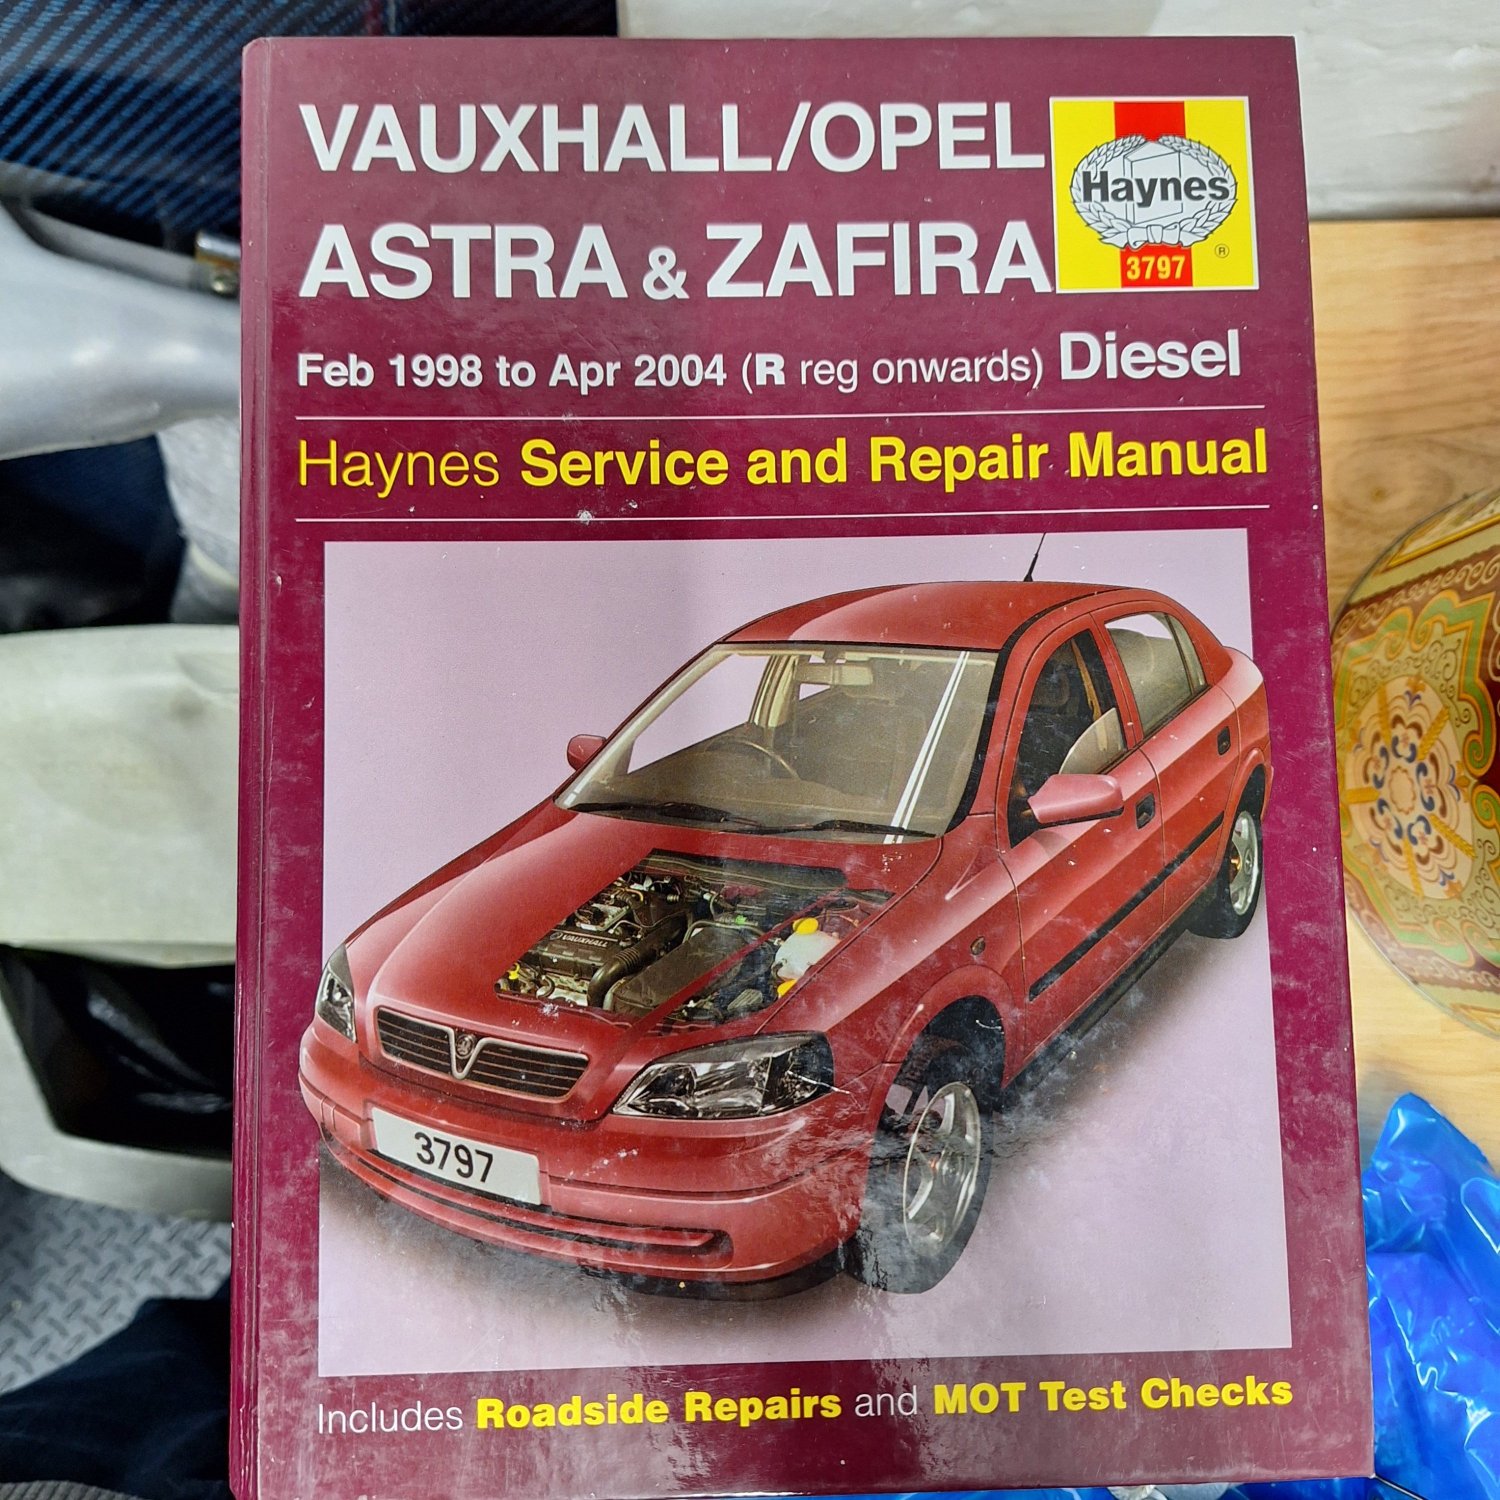 VAUXHALL/OPEL
ASTRA & ZAFIRA
Haynes
®
3797
Feb 1998 to Apr 2004 (R reg onwards) Diesel
Haynes Service and Repair Manual
VAUXHALL
3797
Includes Roadside Repairs and MOT Test Checks